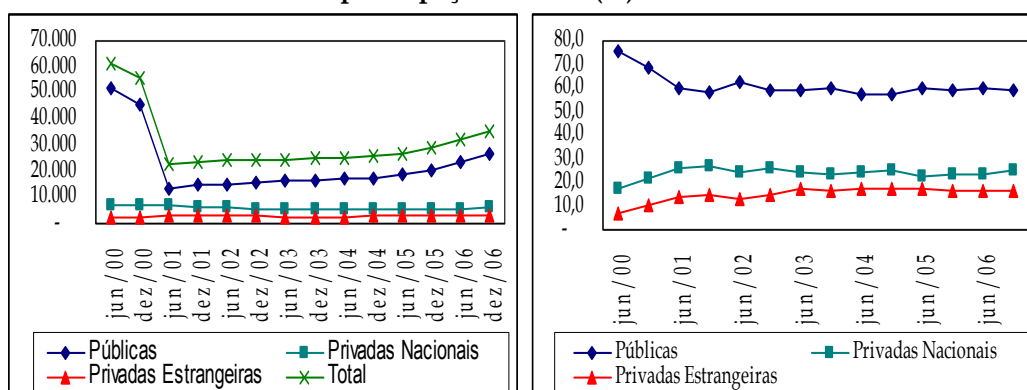 70.000
60.000
50.000
40.000
30.000
20.000
10.000
-
jun/00
dez/00
jun/01
dez/01
jun/02
dez/02
jun/03
dez/03
jun/04
dez/04
jun/05
dez/05
jun/06
dez/06
Públicas
Privadas Nacionais
Privadas Estrangeiras
Total
80,0
70,0
60,0
50,0
40,0
30,0
20,0
10,0
-
jun/00
jun/01
jun/02
jun/03
jun/04
jun/05
jun/06
Públicas
Privadas Nacionais
Privadas Estrangeiras